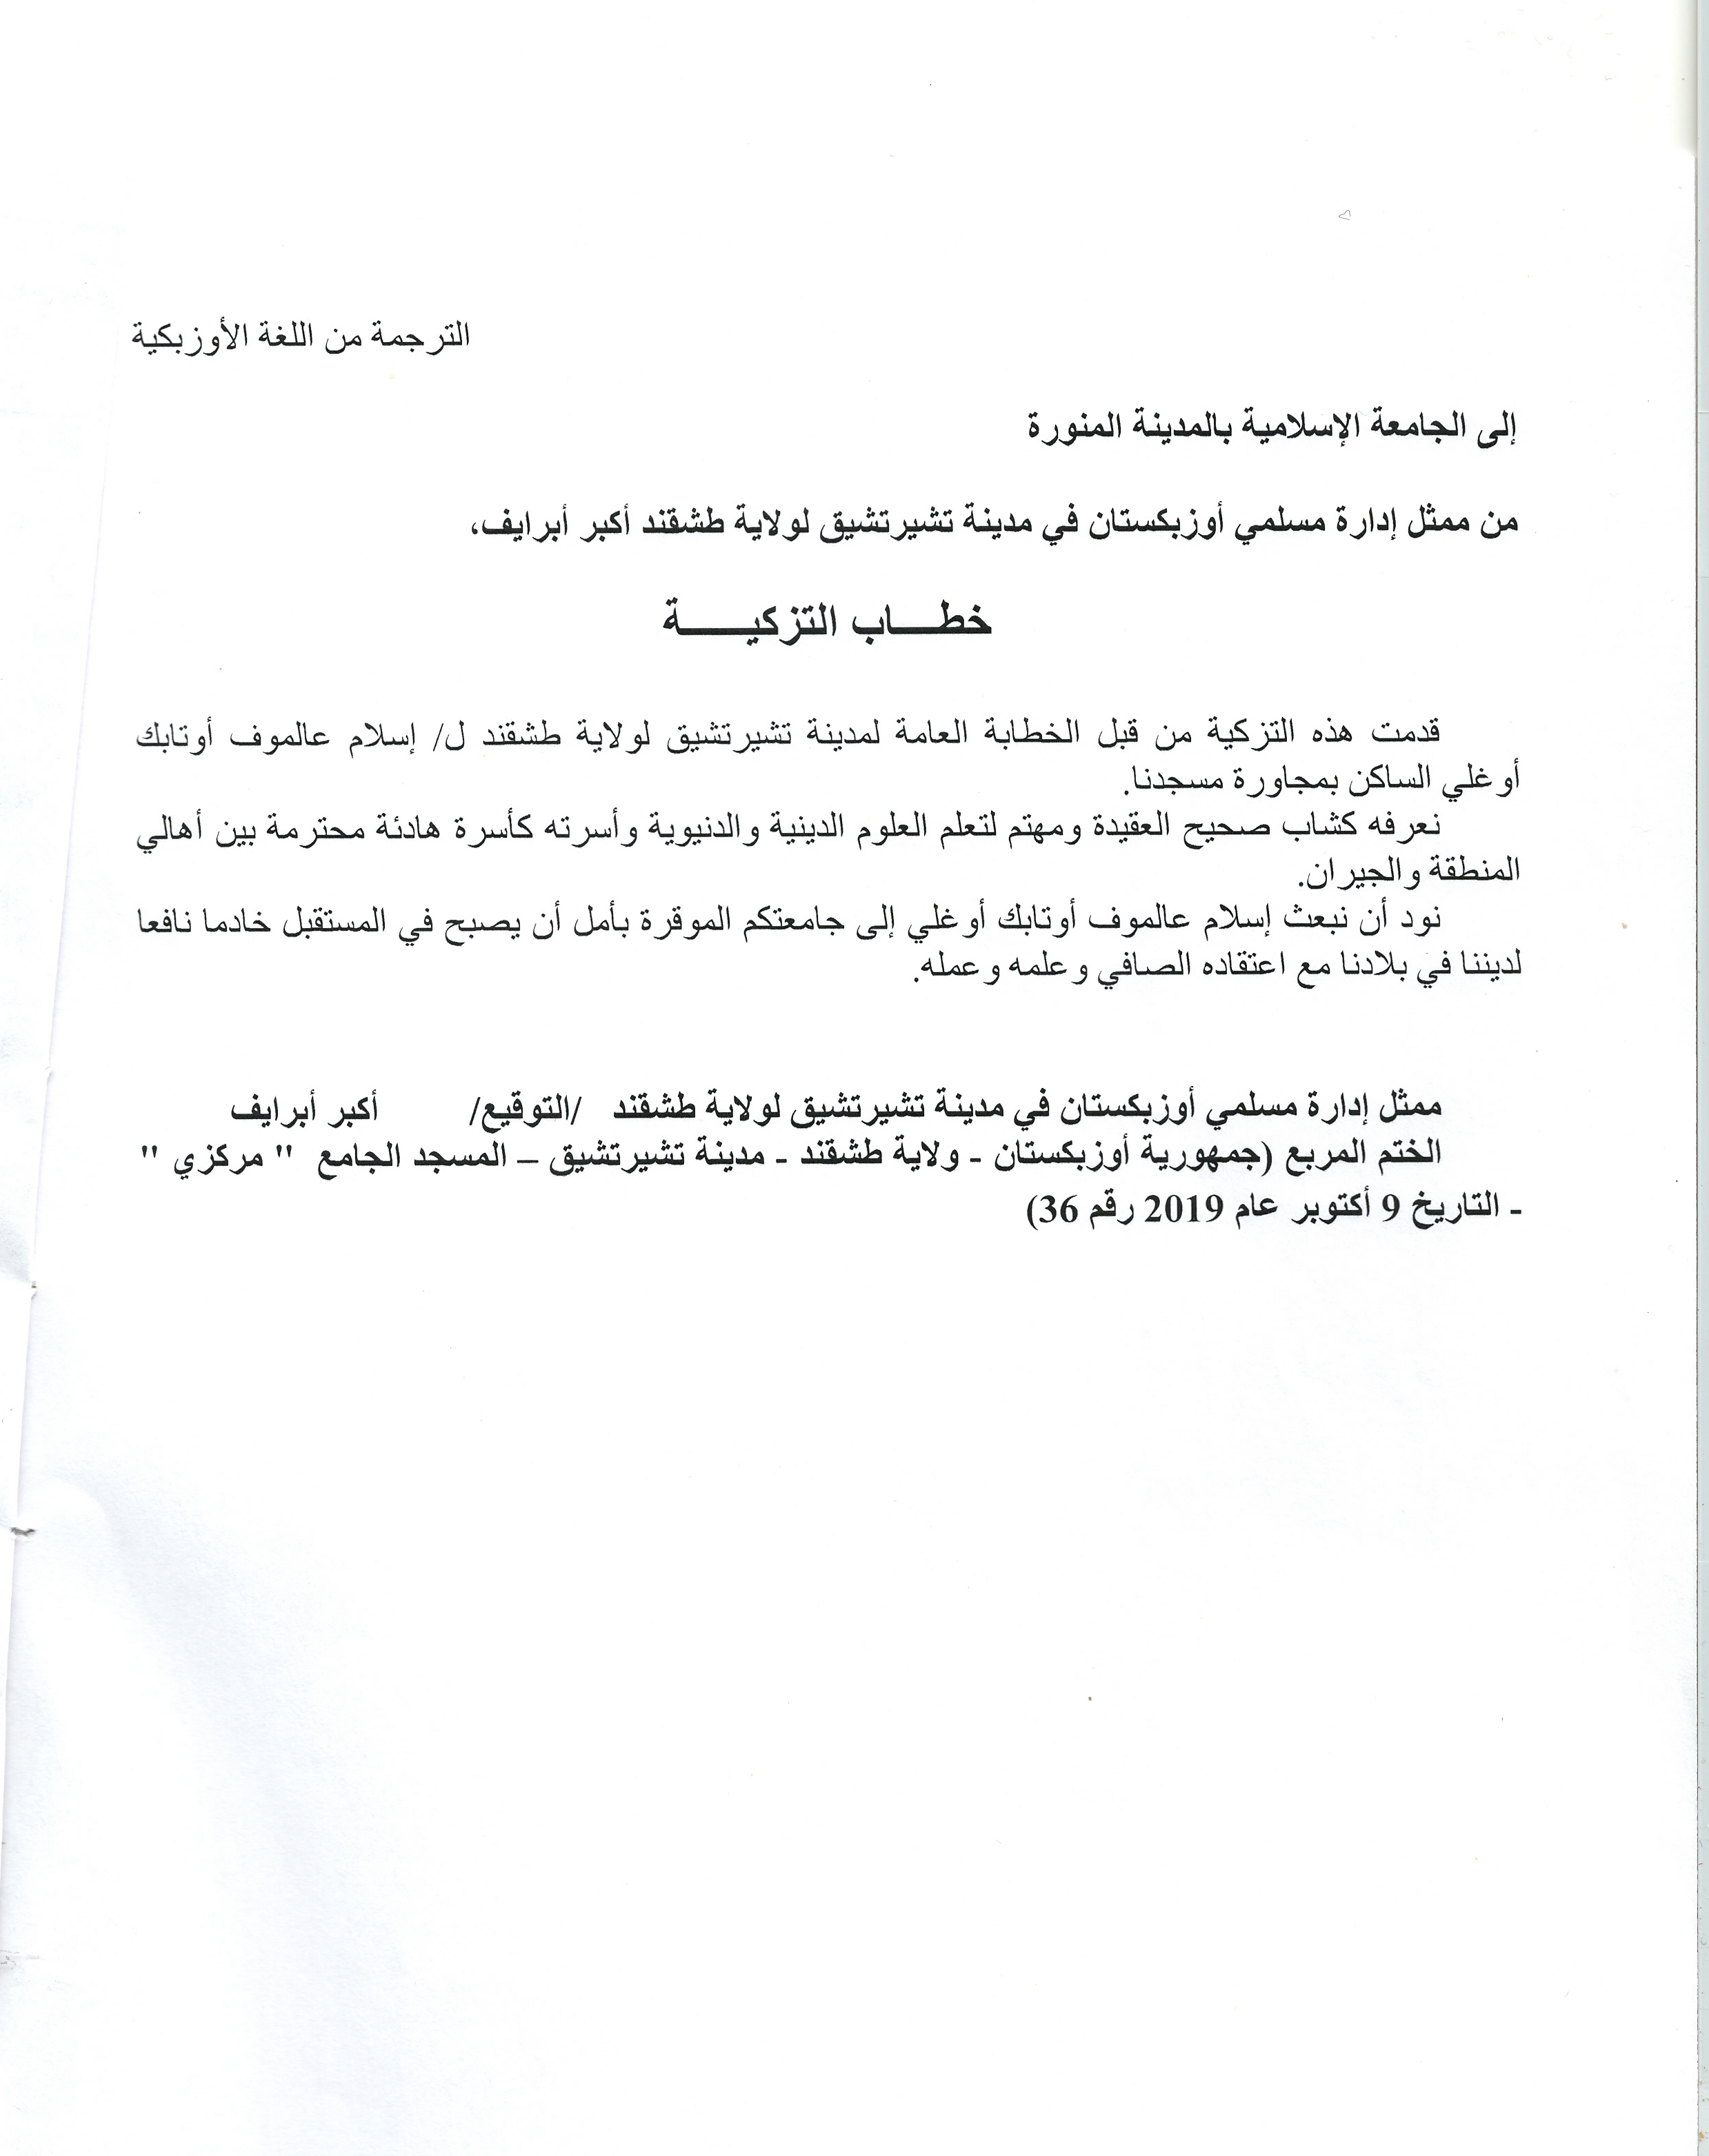 الترجمة من اللغة الأوزبكية
إلى الجامعة الإسلامية بالمدينة المنورة
من ممثل إدارة مسلمي أوزبكستان في مدينة تشيرتشيق لولاية طشقند أكبر أبرايف،
خطـــاب التزكيـــــة
قدمت هذه التزكية من قبل الخطابة العامة لمدينة تشيرتشيق لولاية طشقند ل/ إسلام عالموف أوتابك
أوغلي الساكن بمجاورة مسجدنا.
نعرفه كشاب صحيح العقيدة ومهتم لتعلم العلوم الدينية والدنيوية وأسرته كأسرة هادئة محترمة بين أهالي
المنطقة والجيران.
نود أن نبعث إسلام عالموف أوتابك أوغلي إلى جامعتكم الموقرة بأمل أن يصبح في المستقبل خادما نافعا
لديننا في بلادنا مع اعتقاده الصافي وعلمه وعمله.
ممثل إدارة مسلمي أوزبكستان في مدينة تشيرتشيق لولاية طشقند /التوقيع/ أكبر أبرايف
الختم المربع (جمهورية أوزبكستان - ولاية طشقند - مدينة تشيرتشيق – المسجد الجامع " مركزي "
- التاريخ 9 أكتوبر عام 2019 رقم 36)